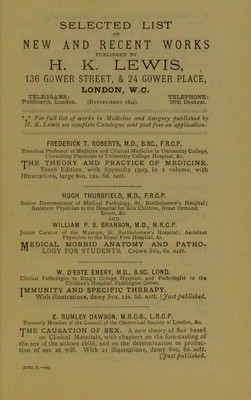 SELECTED LIST
OF
NEW AND RECENT WORKS
PUBLISHED BY
H. K. LEWIS,
136 GOWER STREET, & 24 GOWER PLACE,
LONDON, W.C.
TELEGRAMS: TELEPHONE:
Publicavit, London. (ESTABLISHED 1844). Central.
*** For full list of works in Medicine and Surgery published by
H. K. Lewis see complete Catalogue sent post free on application.
FREDERICK T. ROBERTS, M.D., B.SC., F.R.C.P.
Emeritus Professor of Medicine and Clinical Medicine in University College,
Consulting Physician to University College Hospital, &c.
THE THEORY AND PRACTICE OF MEDICINE.
Tenth Edition, with Appendix 1909, in 1 volume, with
Illustrations, large 8vo, 12s. 6d. nett.
HUGH THURSFIELD, M.D., F.R.C.P.
Senior Demonstrator of Medical Pathology, St. Bartholomew's Hospital;
Assistant Physician to the Hospital for Sick Children, Great Ormond
Street, &c.
AND
WILLIAM P. S. BRANSON, M.D., M.R.C.P.
Junior Curator of the Museum, St. Bartholomew's Hospital; Assistant
Physician to the Royal Free Hospital, &c.
MEDICAL MORBID ANATOMY AND PATHO-
LOGY FOR STUDENTS. Crown 8vo, 6s. nett.
W. D'ESTE EMERY, M.D., B.SC. LOND.
Clinical Pathologist to King's College Hospital, and Pathologist to the
Children's Hospital, Paddington Green.
IMMUNITY AND SPECIFIC THERAPY.
With illustrations, demy 8vo, 12s. 6d. nett. [Just published.
E. RUMLEY DAWSON, M.R.C.S., L.R.C.P.
Formerly Member of the Council of the Obstetrical Society of London, &c.
THE CAUSATION OF SEX. A new theory of Sex based
on Clinical Materials, with chapters on the fore-casting of
the sex of the unborn child, and on the determination or produc-
tion of sex at will. With 21 illustrations, demy 8vo, 6s. nett.
[Just published.